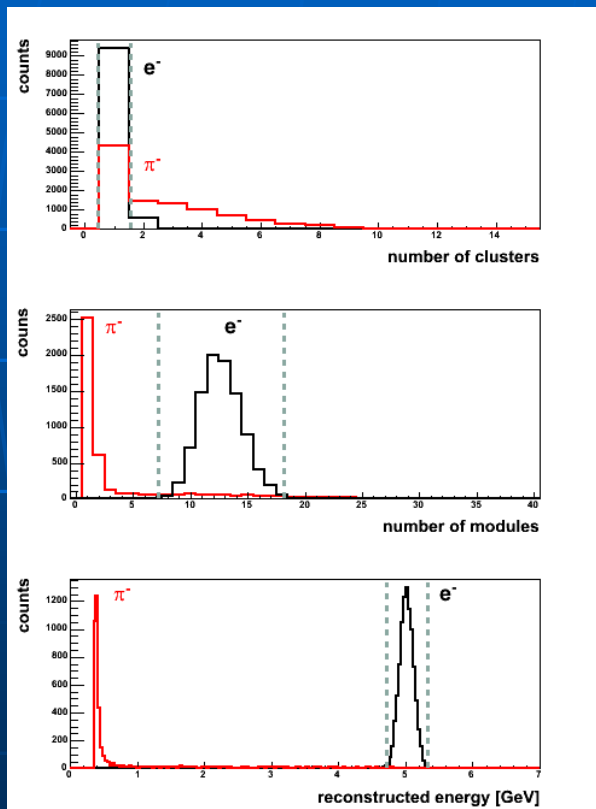 counts
9000
8000
7000
6000
5000
4000
3000
2000
1000
0
e-
π-
0 2 4 6 8 10 12 14
number of clusters
couns
2500
2000
1500
1000
500
0
π-
e-
0 5 10 15 20 25 30 35 40
number of modules
counts
1200
1000
800
600
400
200
0
π-
e-
0 1 2 3 4 5 6 7
reconstructed energy [GeV]